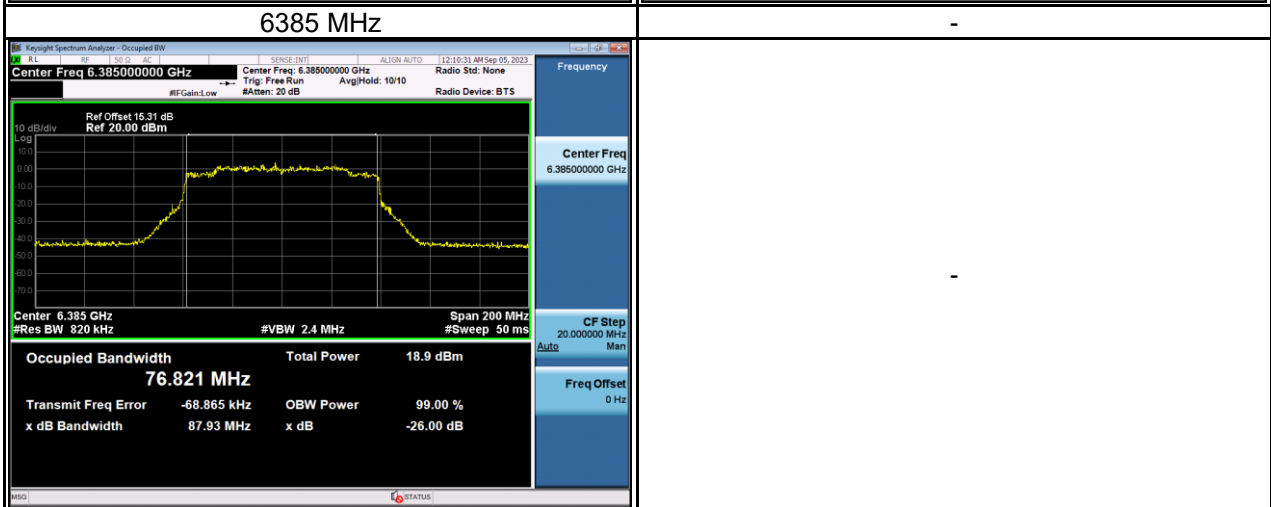 6385 MHz -
Keysight Spectrum Analyzer - Occupied BW
RL RF 50 Ω AC SENSE:INT ALIGN AUTO 12:10:31 AM Sep 05, 2023
Center Freq 6.385000000 GHz Center Freq: 6.385000000 GHz Radio Std: None
Trig: Free Run Avg|Hold: 10/10
#IFGain:Low #Atten: 20 dB Radio Device: BTS
Frequency
Ref Offset 15.31 dB
10 dB/div Ref 20.00 dBm
Log
10.0
0.00
-10.0
-20.0
-30.0
-40.0
-50.0
-60.0
-70.0
Center Freq
6.385000000 GHz
Center 6.385 GHz Span 200 MHz
#Res BW 820 kHz #VBW 2.4 MHz #Sweep 50 ms
CF Step
20.000000 MHz
Auto Man
Occupied Bandwidth Total Power 18.9 dBm
76.821 MHz
Transmit Freq Error -68.865 kHz OBW Power 99.00 %
x dB Bandwidth 87.93 MHz x dB -26.00 dB
Freq Offset
0 Hz
MSG STATUS
-